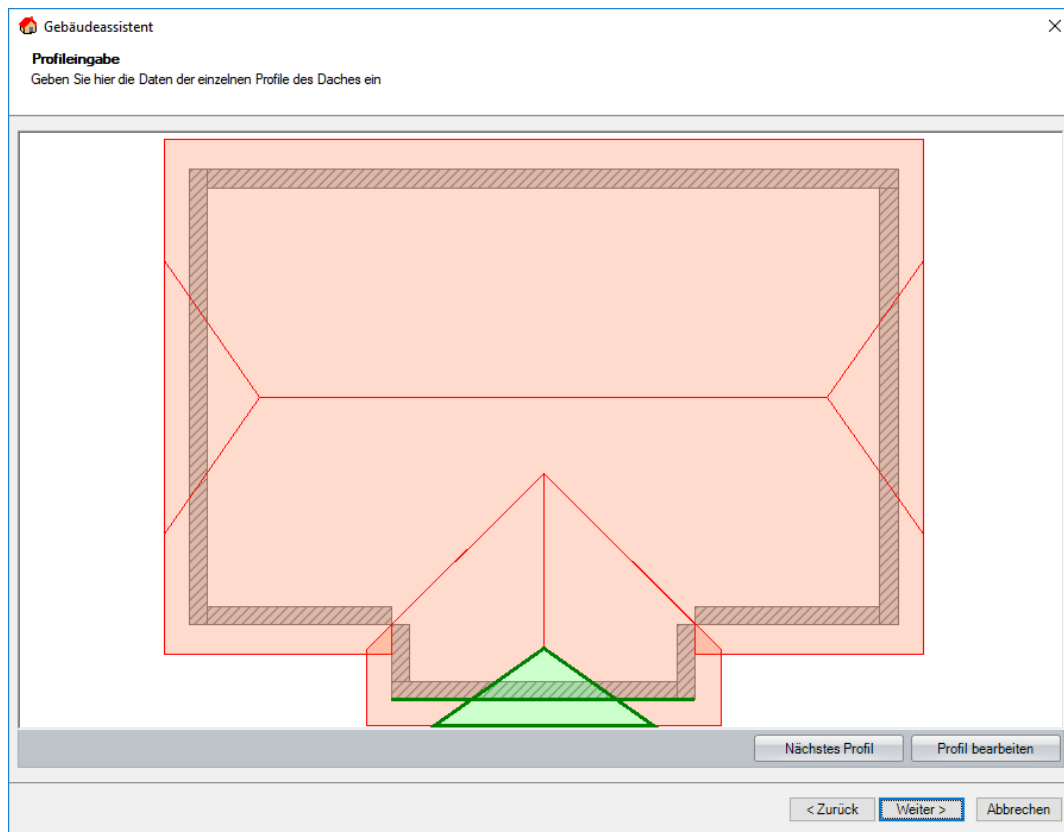 Gebäudeassistent
Profileingabe
Geben Sie hier die Daten der einzelnen Profile des Daches ein
Nächstes Profil
Profil bearbeiten
< Zurück
Weiter >
Abbrechen